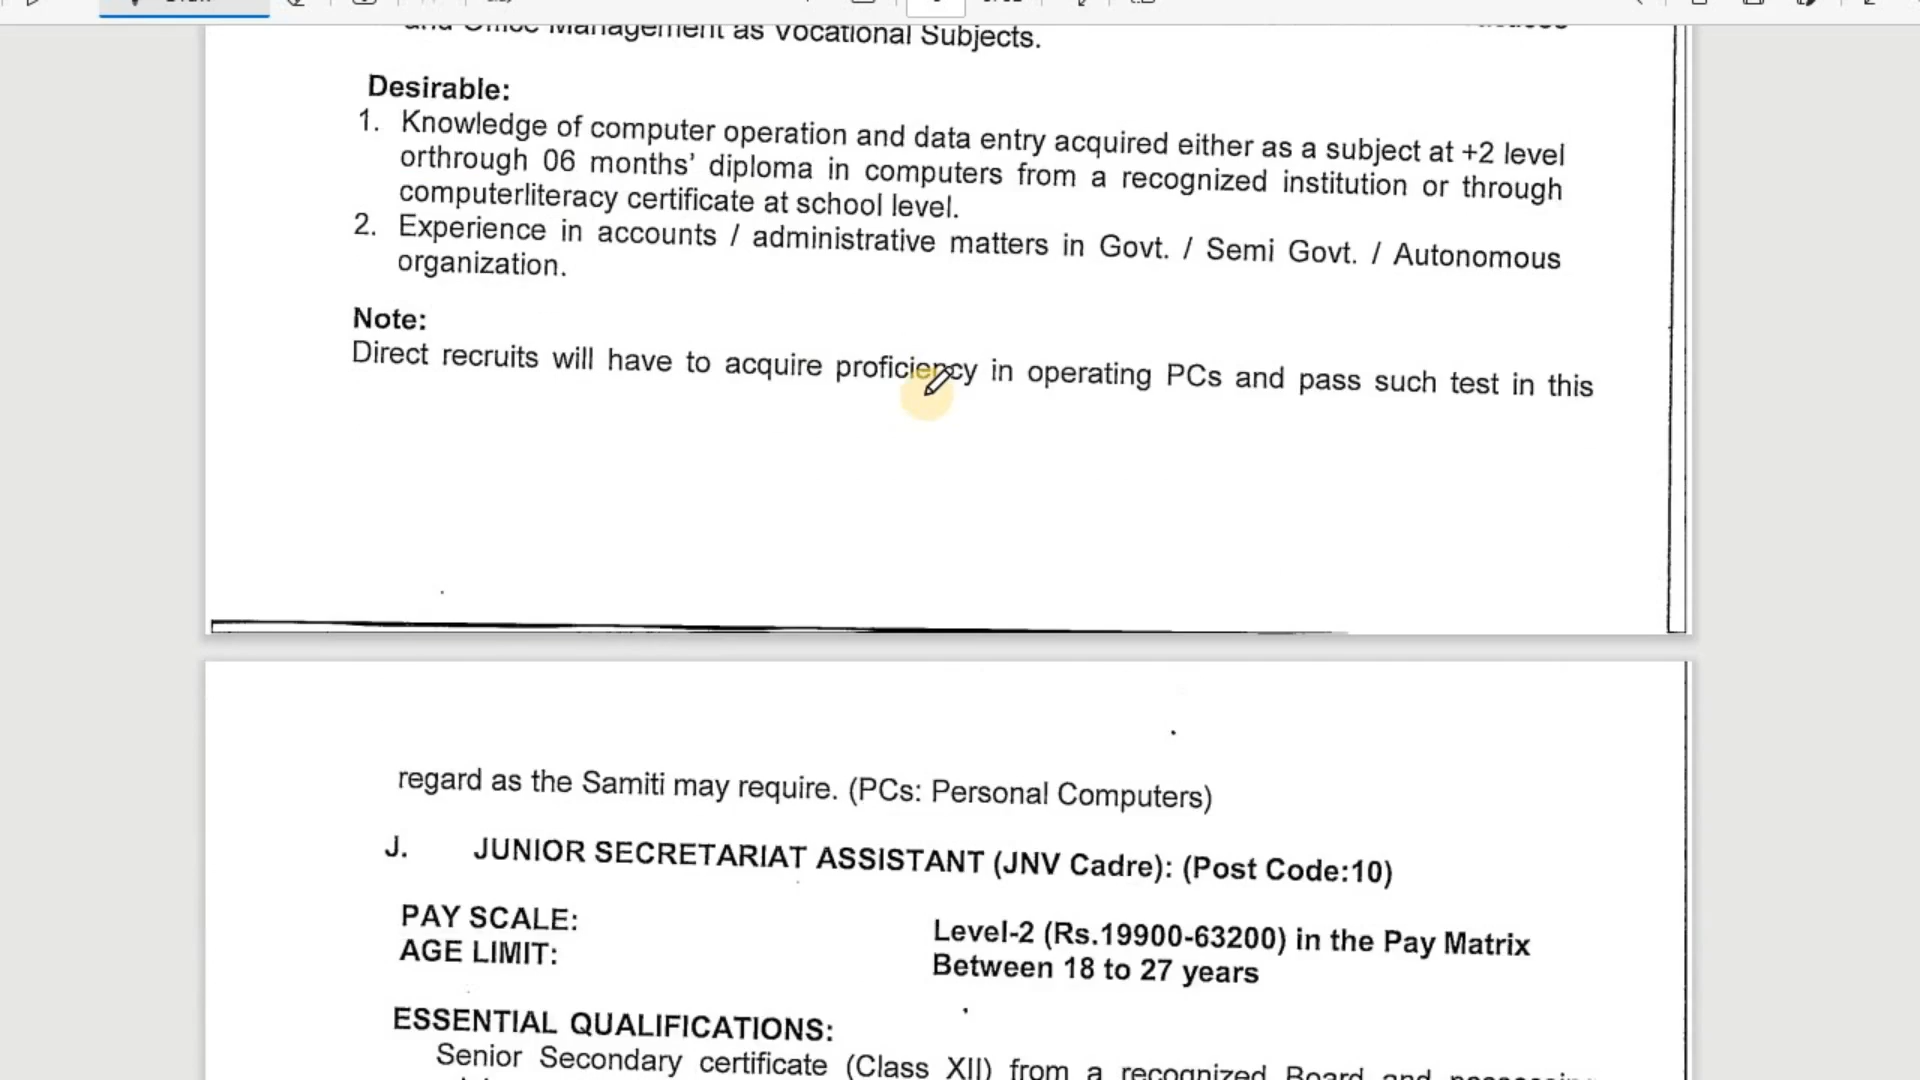 and Office Management as Vocational Subjects.
Desirable:
1. Knowledge of computer operation and data entry acquired either as a subject at +2 level
orthrough 06 months' diploma in computers from a recognized institution or through
computerliteracy certificate at school level.
2. Experience in accounts / administrative matters in Govt. / Semi Govt. / Autonomous
organization.
Note:
Direct recruits will have to acquire proficiency in operating PCs and pass such test in this
regard as the Samiti may require. (PCs: Personal Computers)
J. JUNIOR SECRETARIAT ASSISTANT (JNV Cadre): (Post Code:10)
PAY SCALE: Level-2 (Rs.19900-63200) in the Pay Matrix
AGE LIMIT: Between 18 to 27 years
ESSENTIAL QUALIFICATIONS:
Senior Secondary certificate (Class XII) from a recognized Board and